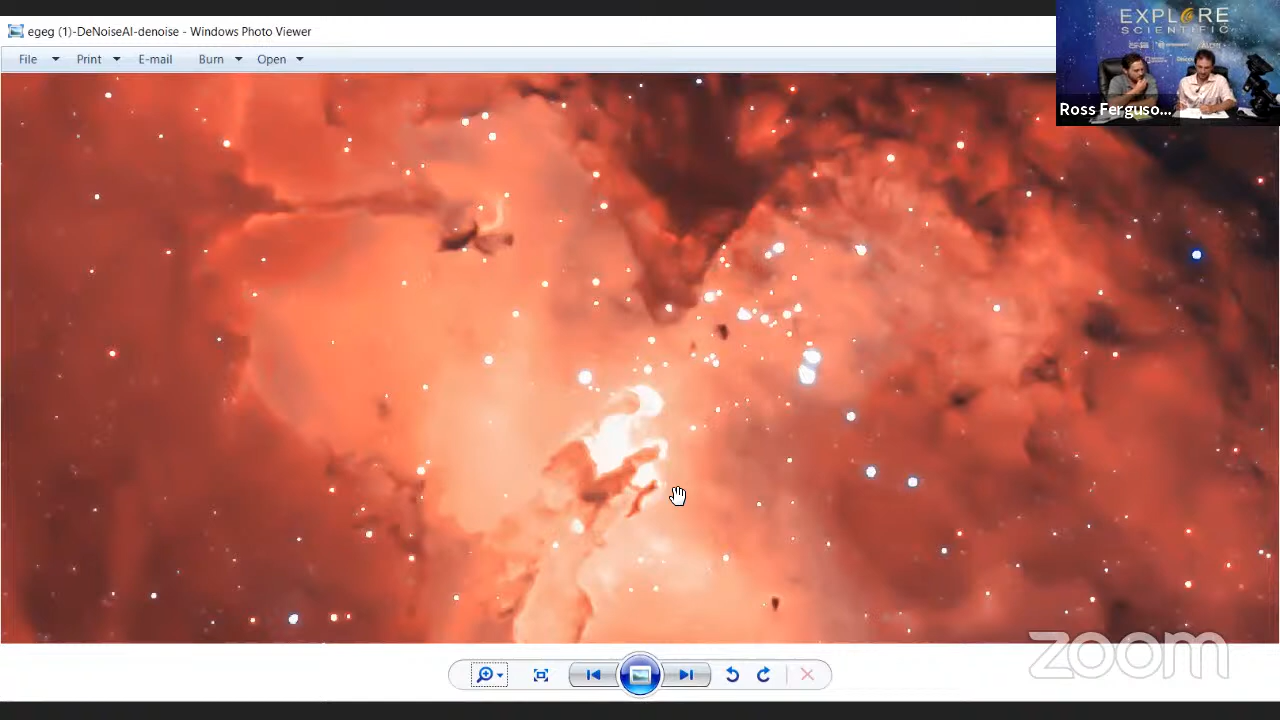 egeg (1)-DeNoiseAI-denoise - Windows Photo Viewer
File Print E-mail Burn Open
EXPLORE
SCIENTIFIC
Ross Ferguso...
zoom